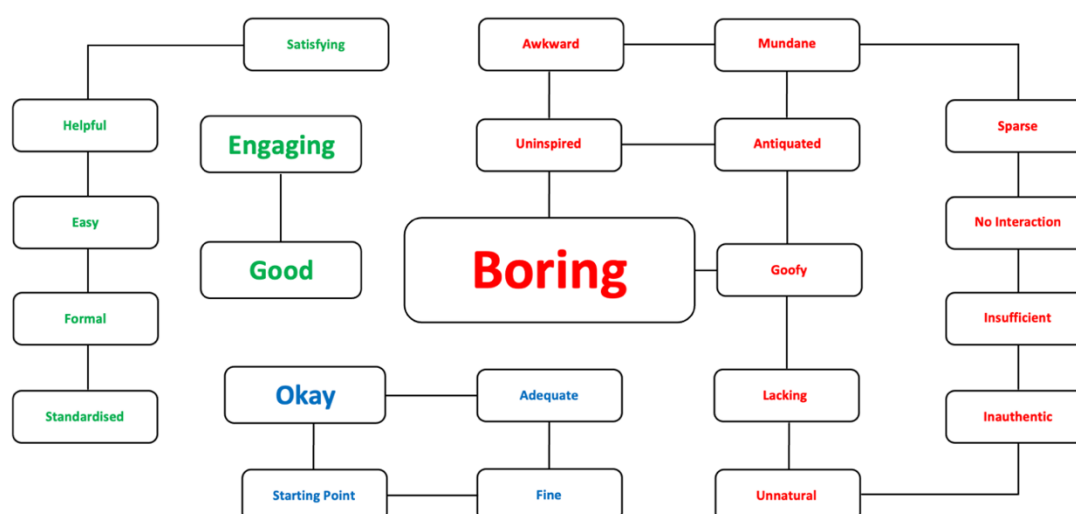 Satisfying
Awkward
Mundane
Helpful
Engaging
Uninspired
Antiquated
Sparse
Easy
Good
Boring
Goofy
No Interaction
Formal
Insufficient
Okay
Adequate
Lacking
Standardised
Inauthentic
Starting Point
Fine
Unnatural